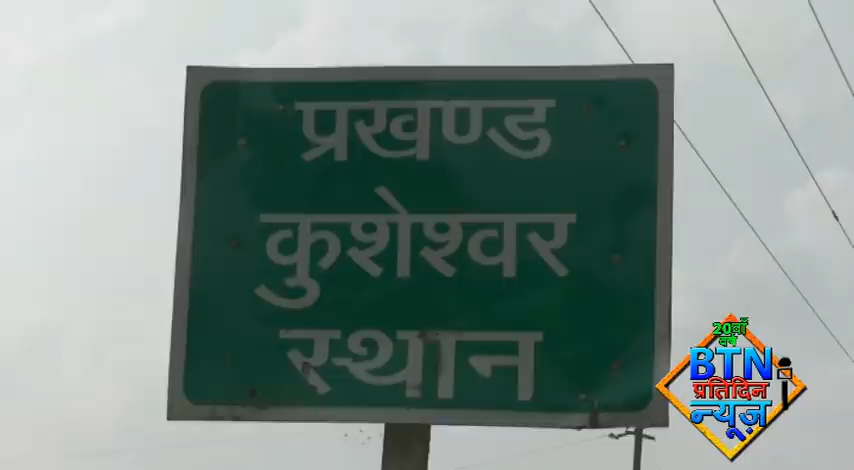 प्रखण्ड
कुशेश्वर
स्थान
20वाँ
वर्ष
BTN
प्रतिदिन
न्यूज़